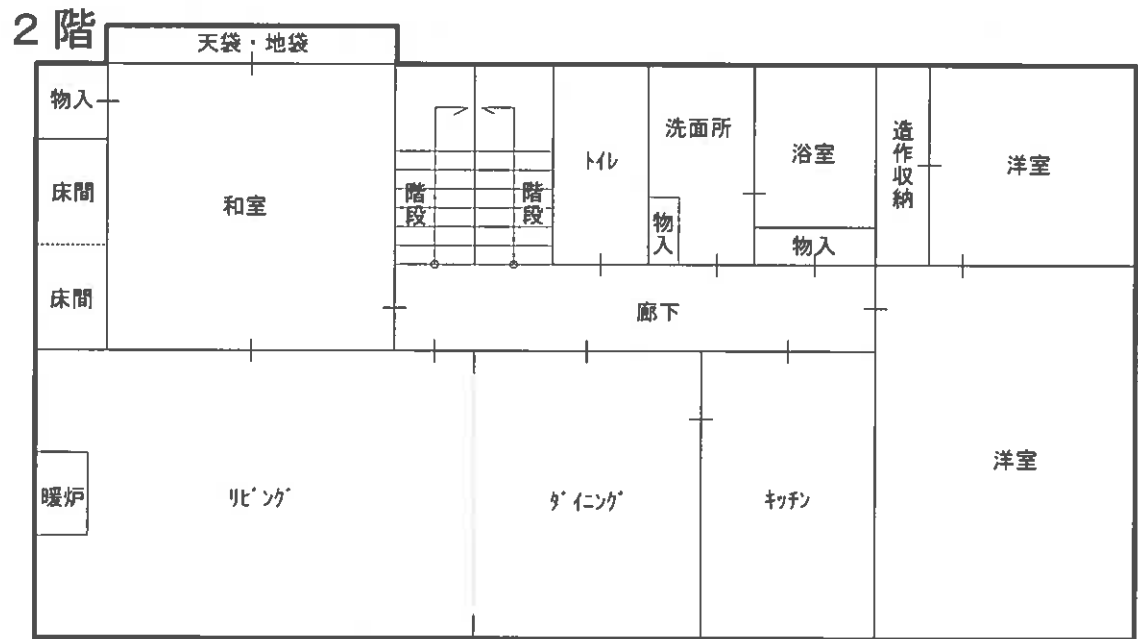 2階
天袋・地袋
物入
床間
床間
和室
階段
階段
トイレ
洗面所
物入
浴室
物入
造作収納
洋室
廊下
暖炉
リビング
ダイニング
キッチン
洋室